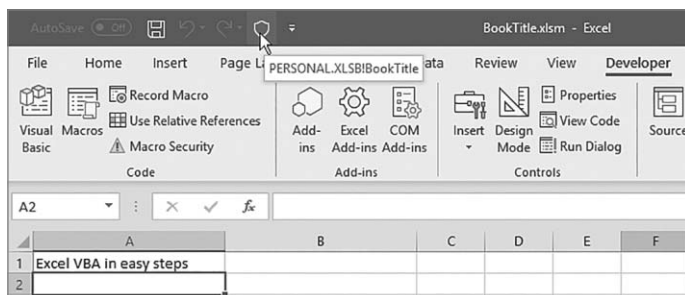 AutoSave Off BookTitle.xlsm - Excel
File Home Insert Page La ata Review View Developer
PERSONAL.XLSB!BookTitle
Visual Basic
Macros
Record Macro
Use Relative References
Macro Security
Code
Add-ins
Excel Add-ins
COM Add-ins
Add-ins
Insert
Design Mode
Properties
View Code
Run Dialog
Controls
Source
A2 fx
A B C D E F
1 Excel VBA in easy steps
2